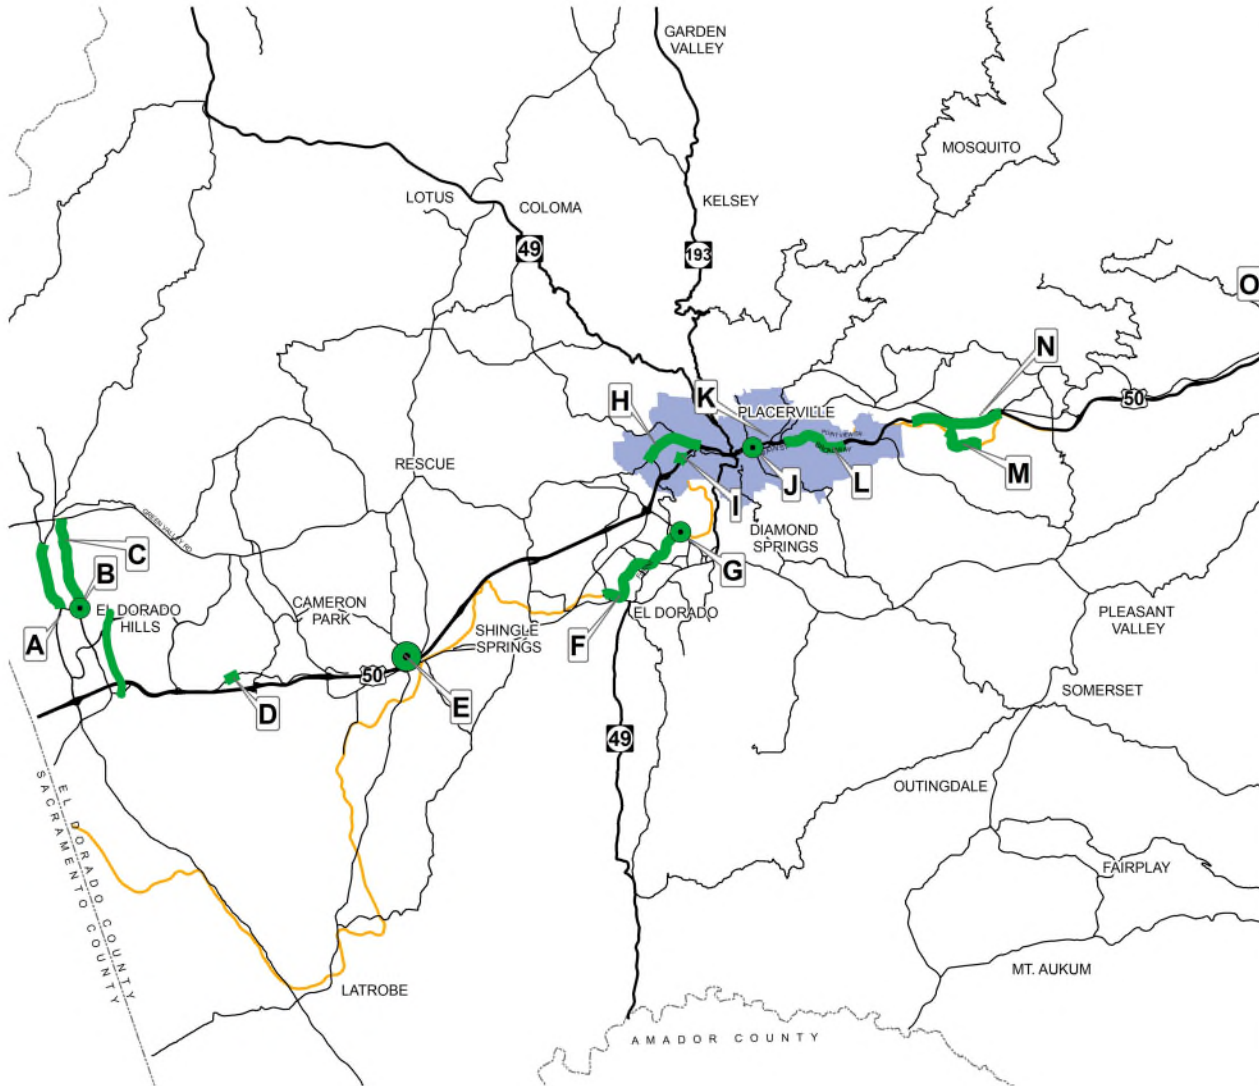 GARDEN
VALLEY
MOSQUITO
LOTUS
COLOMA
KELSEY
49
193
O
N
50
H
K
PLACERVILLE
RESCUE
I
J
L
M
GREEN VALLEY RD
C
B
DIAMOND
SPRINGS
G
EL DORADO
HILLS
CAMERON
PARK
A
SHINGLE
SPRINGS
F
EL DORADO
PLEASANT
VALLEY
50
D
E
SOMERSET
49
OUTINGDALE
EL DORADO COUNTY
SACRAMENTO COUNTY
FAIRPLAY
LATROBE
MT. AUKUM
AMADOR COUNTY